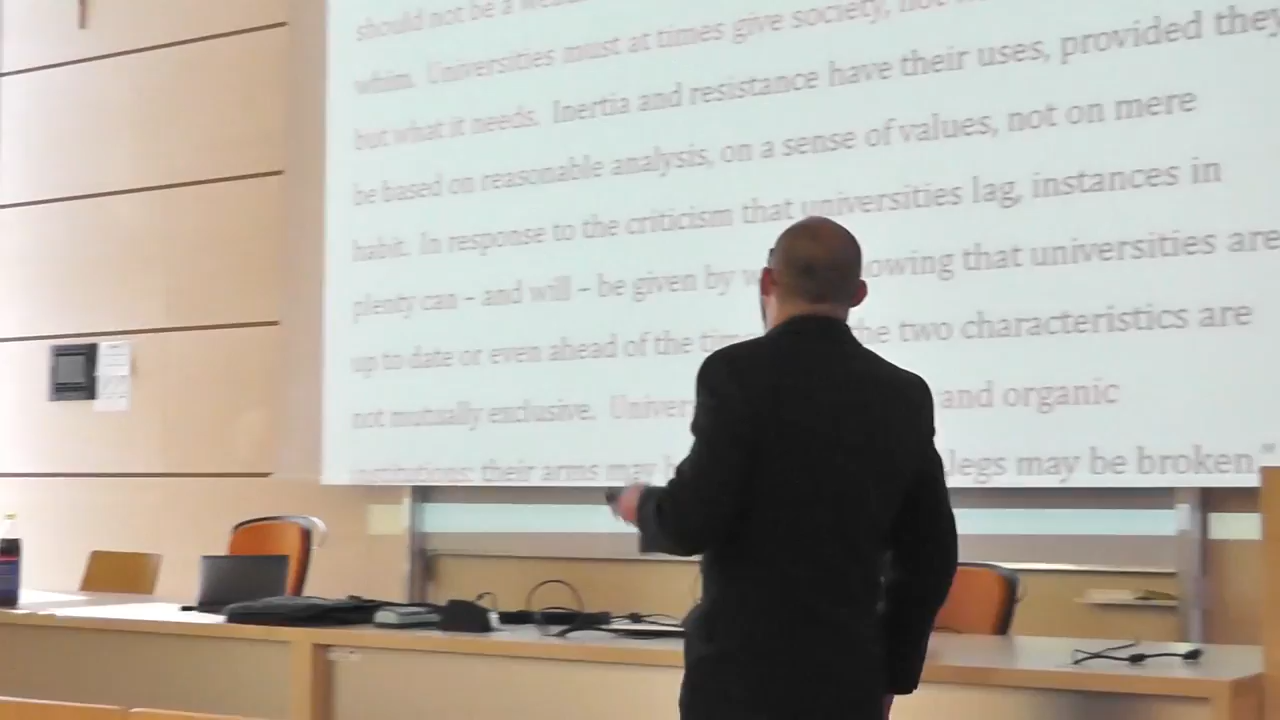 should not be a
whim. Universities must at times give society,
but what it needs. Inertia and resistance have their uses, provided they
be based on reasonable analysis, on a sense of values, not on mere
habit. In response to the criticism that universities lag, instances in
plenty can – and will – be given by owing that universities are
up to date or even ahead of the the two characteristics are
not mutually exclusive. Univer and organic
institutions: their arms may legs may be broken."